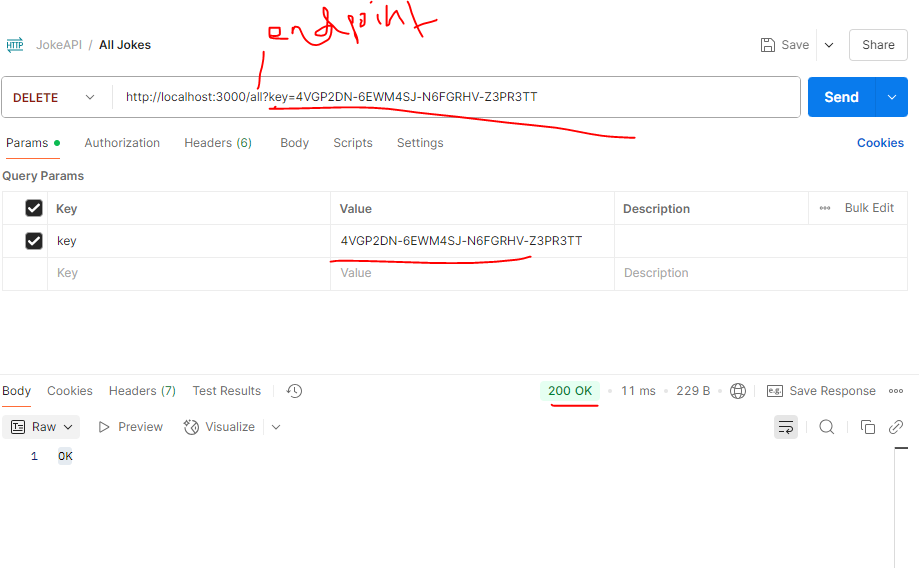 endpoint
HTTP JokeAPI / All Jokes Save Share
DELETE http://localhost:3000/all?key=4VGP2DN-6EWM4SJ-N6FGRHV-Z3PR3TT Send
Params Authorization Headers (6) Body Scripts Settings Cookies
Query Params
Key Value Description Bulk Edit
key 4VGP2DN-6EWM4SJ-N6FGRHV-Z3PR3TT
Key Value Description
Body Cookies Headers (7) Test Results 200 OK 11 ms 229 B e.g. Save Response
Raw Preview Visualize
1 OK